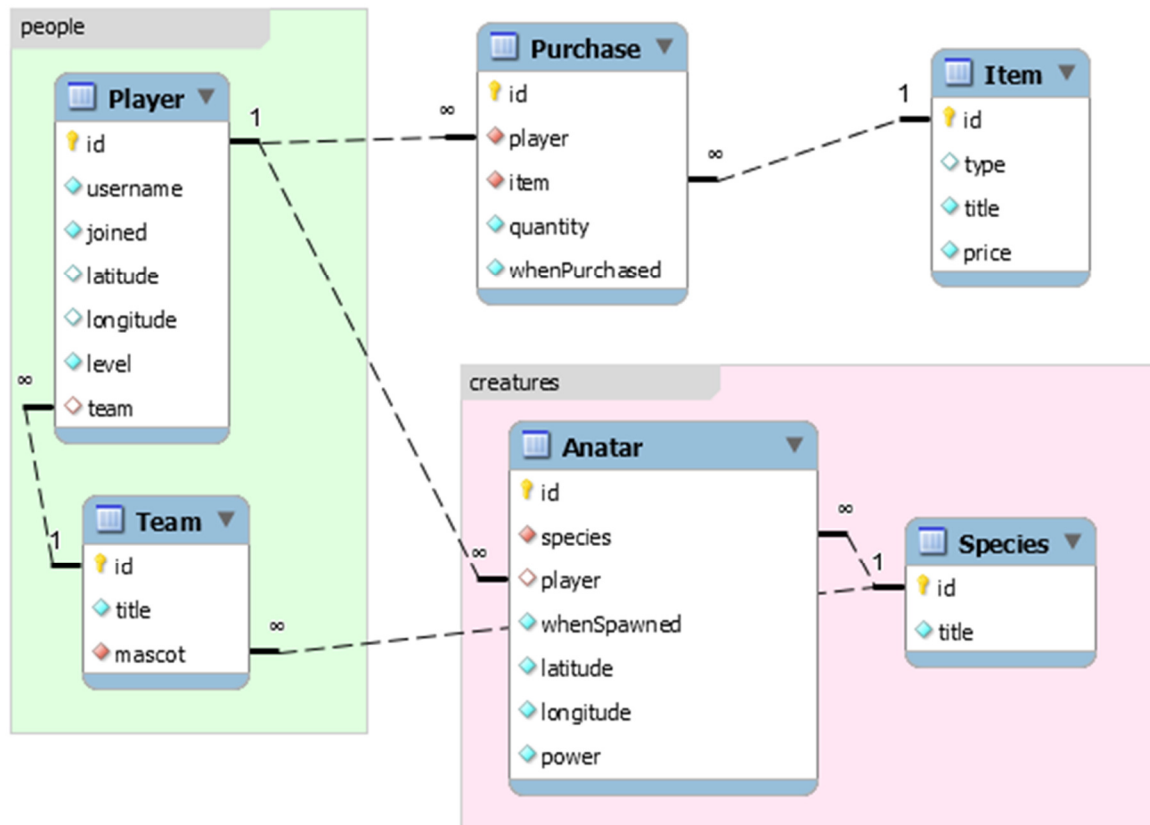 people
Player
id
username
joined
latitude
longitude
level
team
1
∞
∞
1
Team
id
title
mascot
∞
Purchase
id
player
item
quantity
whenPurchased
∞
1
Item
id
type
title
price
creatures
Anatar
id
species
player
whenSpawned
latitude
longitude
power
∞
∞
1
Species
id
title